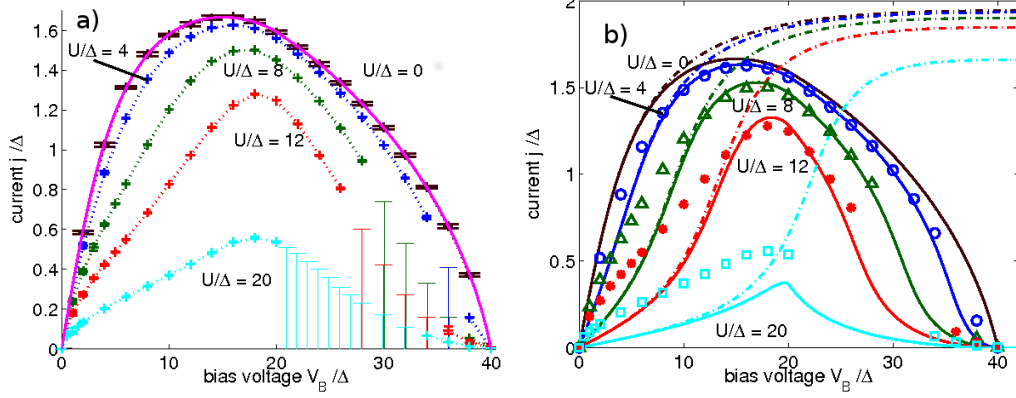 a)
U/Δ = 4
U/Δ = 8
U/Δ = 0
U/Δ = 12
U/Δ = 20
current j /Δ
0
0.2
0.4
0.6
0.8
1
1.2
1.4
1.6
0 10 20 30 40
bias voltage V_B /Δ
b)
U/Δ = 0
U/Δ = 4
U/Δ = 8
U/Δ = 12
U/Δ = 20
current j /Δ
2
1.5
1
0.5
0
0 10 20 30 40
bias voltage V_B /Δ